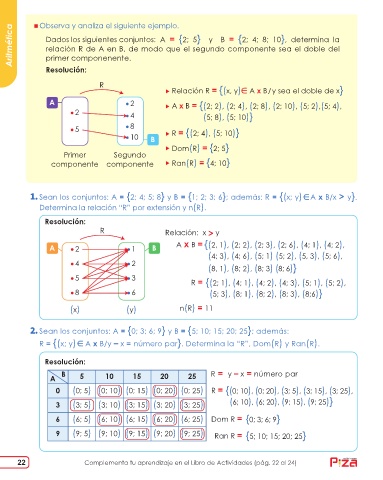 Aritmética
Observa y analiza el siguiente ejemplo.
Dados los siguientes conjuntos: A = {2; 5} y B = {2; 4; 8; 10}, determina la
relación R de A en B, de modo que el segundo componente sea el doble del
primer componenente.
Resolución:
R
A
2
5
2
4
8
10
B
Primer componente
Segundo componente
Relación R = {(x, y)∈ A x B/y sea el doble de x}
A x B = {(2; 2), (2; 4), (2; 8), (2; 10), (5; 2),(5; 4),
(5; 8), (5; 10)}
R = {(2; 4), (5; 10)}
Dom(R) = {2; 5}
Ran(R) = {4; 10}
1. Sean los conjuntos: A = {2; 4; 5; 8} y B = {1; 2; 3; 6}; además: R = {(x; y) ∈A x B/x > y}.
Determina la relación "R" por extensión y n(R).
Resolución:
R
A
2
4
5
8
1
2
3
6
B
(x) (y)
Relación: x > y
A x B = {(2, 1), (2; 2), (2; 3), (2; 6), (4; 1), (4; 2),
(4; 3), (4; 6), (5; 1) (5; 2), (5, 3), (5; 6),
(8, 1), (8; 2), (8; 3) (8; 6)}
R = {(2; 1), (4; 1), (4; 2), (4; 3), (5; 1), (5; 2),
(5; 3), (8; 1), (8; 2), (8; 3), (8;6)}
n(R) = 11
2. Sean los conjuntos: A = {0; 3; 6; 9} y B = {5; 10; 15; 20; 25}; además:
R = {(x; y) ∈ A x B/y – x = número par}. Determina la "R", Dom(R) y Ran(R).
Resolución:
A B 5 10 15 20 25
0 (0; 5) (0; 10) (0; 15) (0; 20) (0; 25)
3 (3; 5) (3; 10) (3; 15) (3; 20) (3; 25)
6 (6; 5) (6; 10) (6; 15) (6; 20) (6; 25)
9 (9; 5) (9; 10) (9; 15) (9; 20) (9; 25)
R = y – x = número par
R = {(0; 10), (0; 20), (3; 5), (3; 15), (3; 25),
(6; 10), (6; 20), (9; 15), (9; 25)}
Dom R = {0; 3; 6; 9}
Ran R = {5; 10; 15; 20; 25}
22
Complementa tu aprendizaje en el Libro de Actividades (pág. 22 al 24)